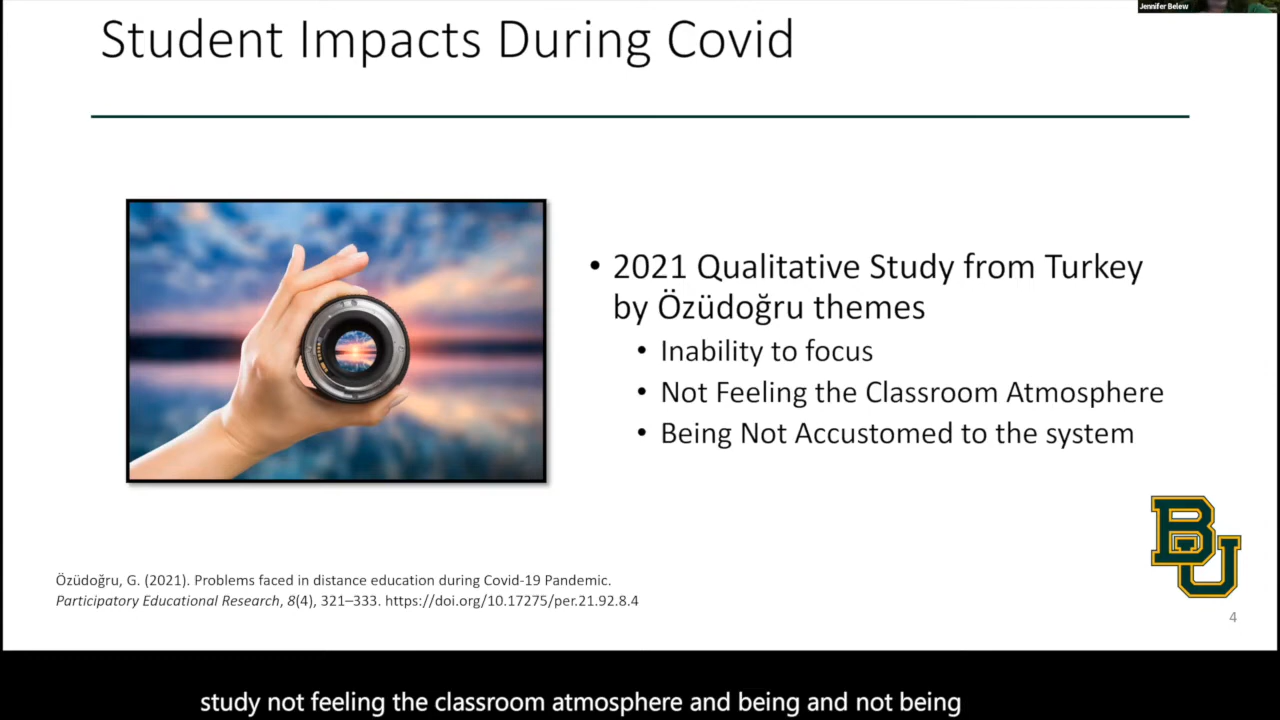 Jennifer Belew
Student Impacts During Covid
• 2021 Qualitative Study from Turkey
by Özüdoğru themes
• Inability to focus
• Not Feeling the Classroom Atmosphere
• Being Not Accustomed to the system
BU
Özüdoğru, G. (2021). Problems faced in distance education during Covid-19 Pandemic.
Participatory Educational Research, 8(4), 321–333. https://doi.org/10.17275/per.21.92.8.4
4
study not feeling the classroom atmosphere and being and not being